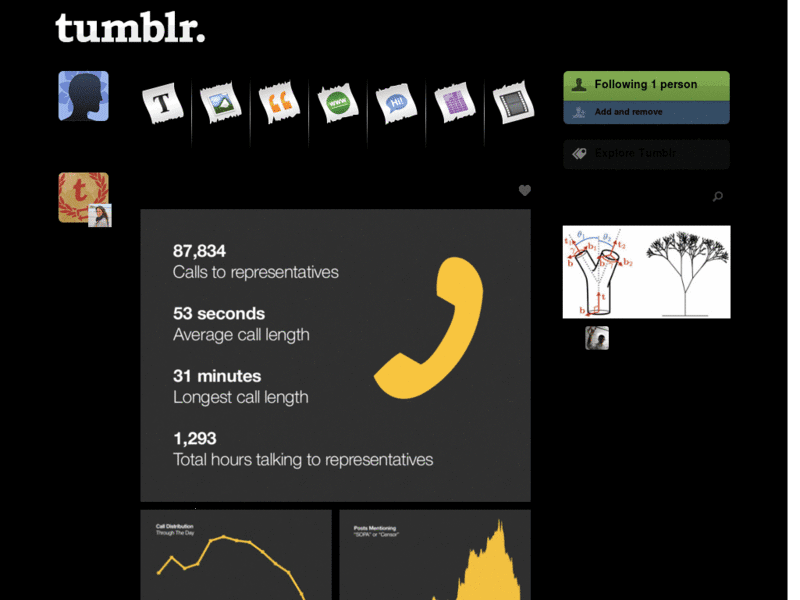 tumblr.
T
www
Hi!
Following 1 person
Add and remove
Explore Tumblr
t
87,834
Calls to representatives
53 seconds
Average call length
31 minutes
Longest call length
1,293
Total hours talking to representatives
Call Distribution
Through The Day
Posts Mentioning
"SOPA" or "Censor"